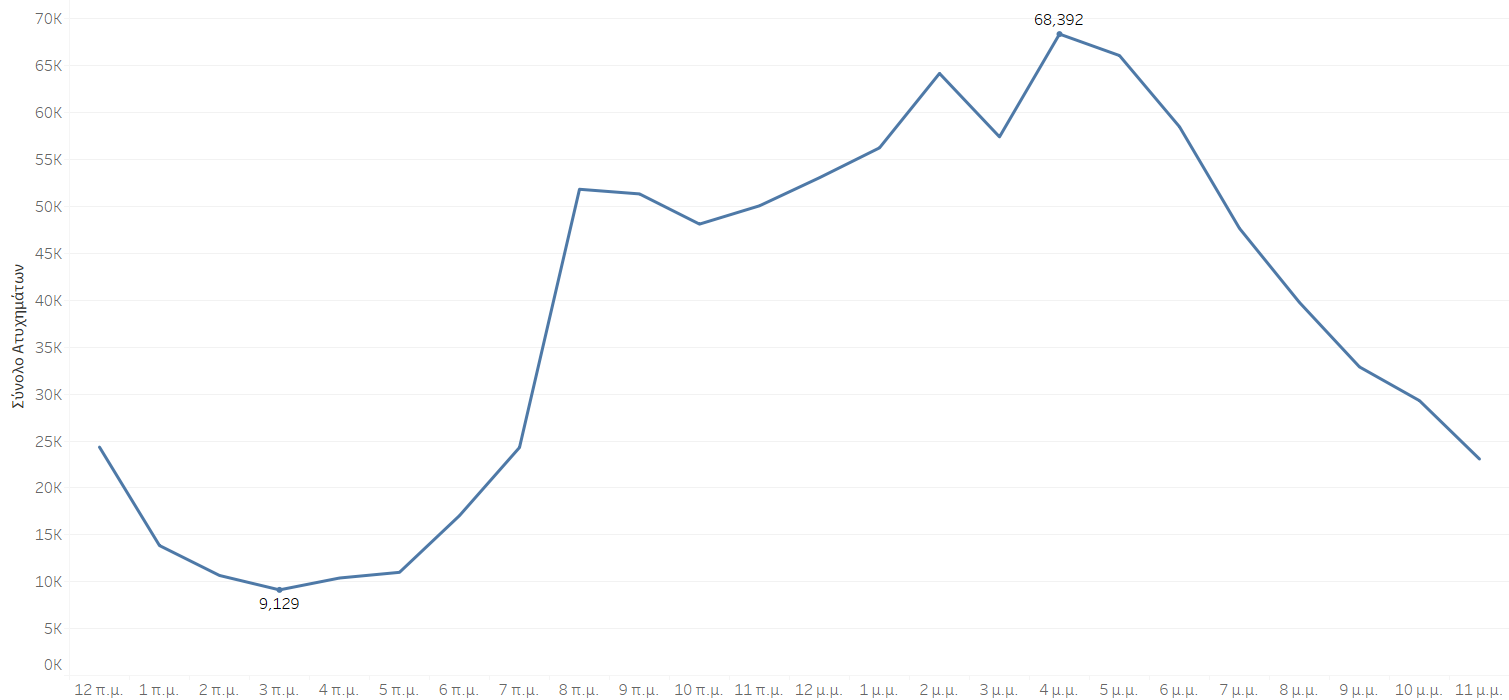 70K
65K
60K
55K
50K
45K
40K
35K
30K
25K
20K
15K
10K
5K
0K
Σύνολο Ατυχημάτων
68,392
9,129
12 π.μ. 1 π.μ. 2 π.μ. 3 π.μ. 4 π.μ. 5 π.μ. 6 π.μ. 7 π.μ. 8 π.μ. 9 π.μ. 10 π.μ. 11 π.μ. 12 μ.μ. 1 μ.μ. 2 μ.μ. 3 μ.μ. 4 μ.μ. 5 μ.μ. 6 μ.μ. 7 μ.μ. 8 μ.μ. 9 μ.μ. 10 μ.μ. 11 μ.μ.